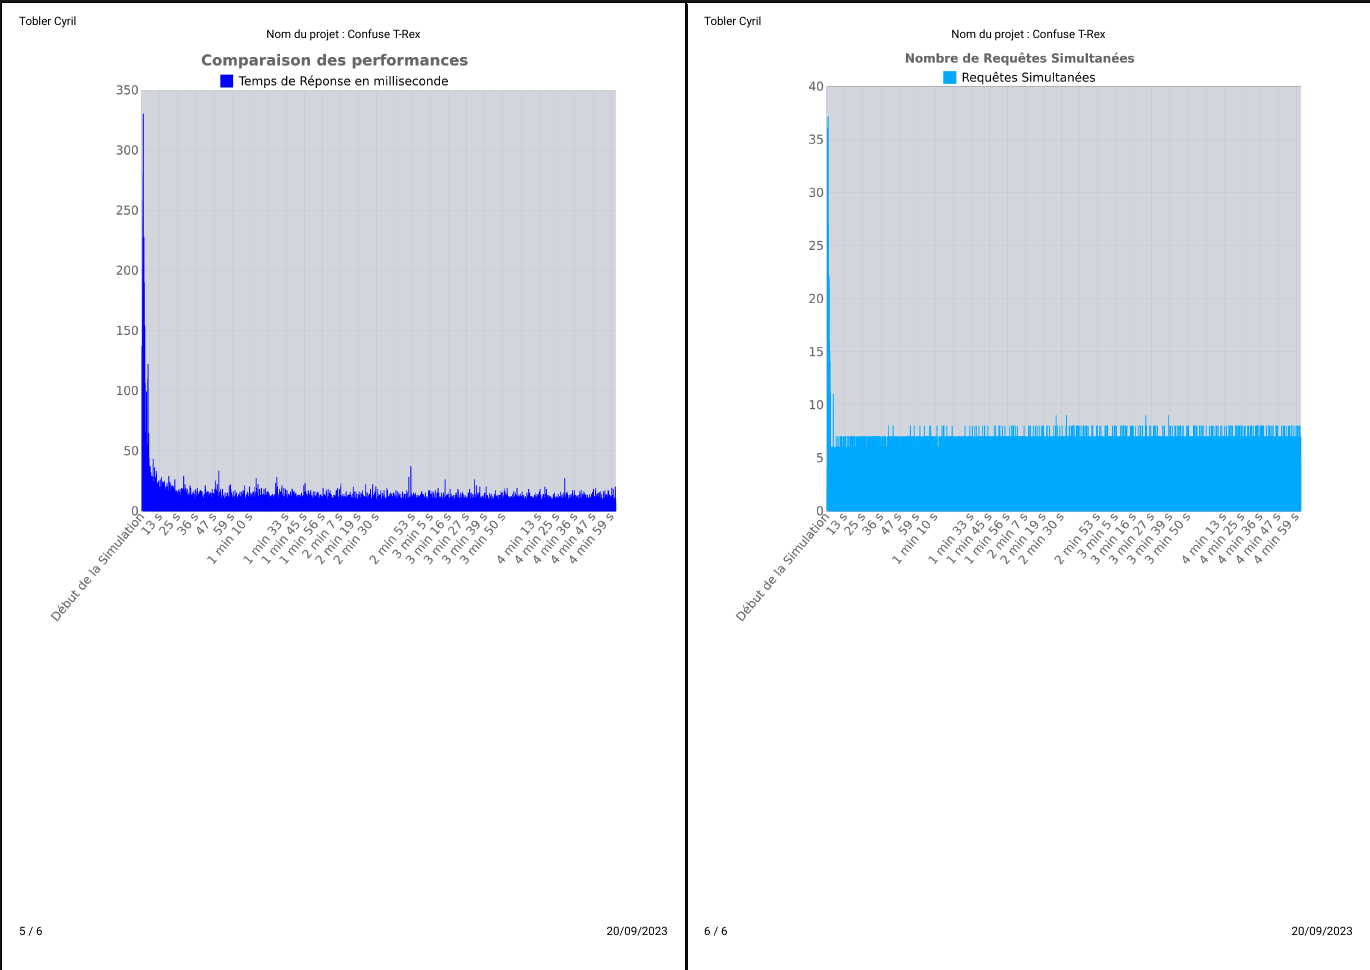 Tobler Cyril
Nom du projet : Confuse T-Rex
Comparaison des performances
Temps de Réponse en milliseconde
350
300
250
200
150
100
50
0
Début de la Simulation
13 s
25 s
36 s
47 s
59 s
1 min 10 s
1 min 33 s
1 min 45 s
1 min 56 s
2 min 7 s
2 min 19 s
2 min 30 s
2 min 53 s
3 min 5 s
3 min 16 s
3 min 27 s
3 min 39 s
3 min 50 s
4 min 13 s
4 min 25 s
4 min 36 s
4 min 47 s
4 min 59 s
5 / 6
20/09/2023
Tobler Cyril
Nom du projet : Confuse T-Rex
Nombre de Requêtes Simultanées
Requêtes Simultanées
40
35
30
25
20
15
10
5
0
Début de la Simulation
13 s
25 s
36 s
47 s
59 s
1 min 10 s
1 min 33 s
1 min 45 s
1 min 56 s
2 min 7 s
2 min 19 s
2 min 30 s
2 min 53 s
3 min 5 s
3 min 16 s
3 min 27 s
3 min 39 s
3 min 50 s
4 min 13 s
4 min 25 s
4 min 36 s
4 min 47 s
4 min 59 s
6 / 6
20/09/2023